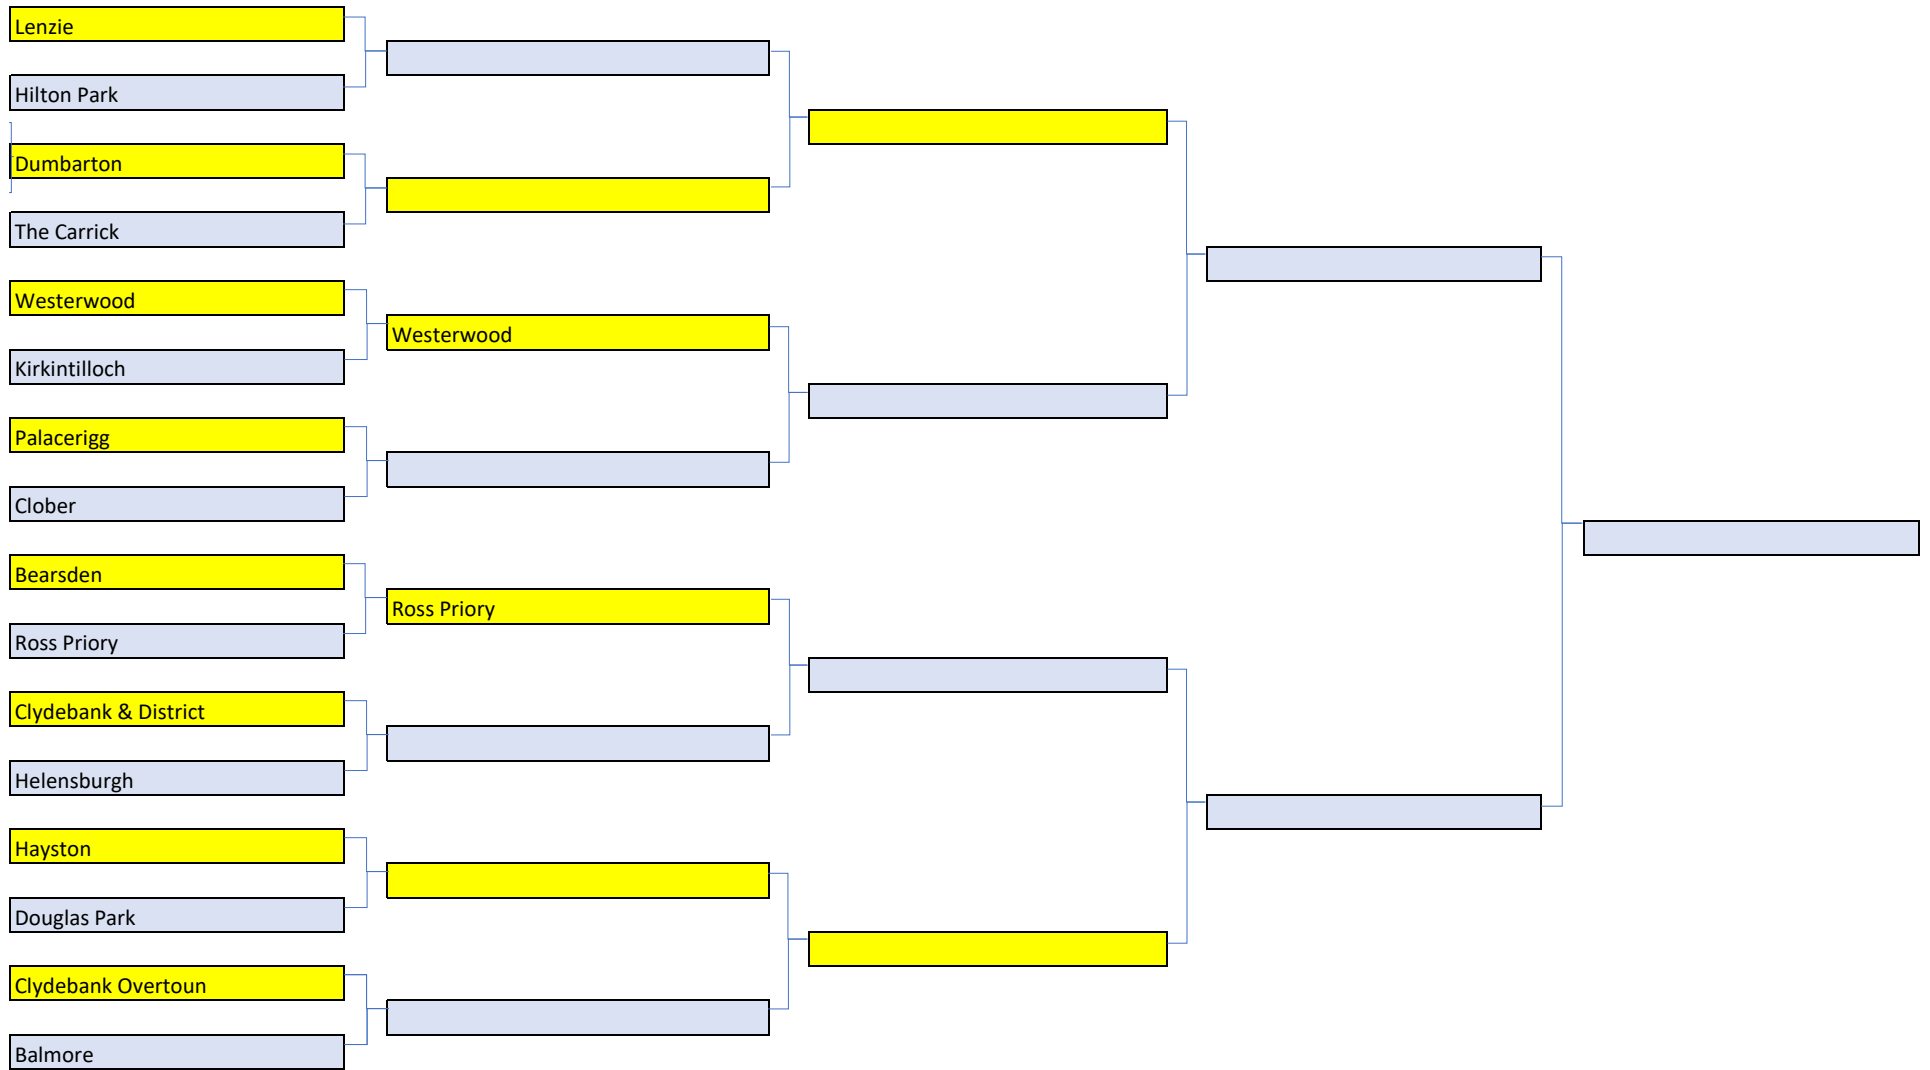 Lenzie
Hilton Park
Dumbarton
The Carrick
Westerwood
Kirkintilloch
Palacerigg
Clober
Bearsden
Ross Priory
Clydebank & District
Helensburgh
Hayston
Douglas Park
Clydebank Overtoun
Balmore
Westerwood
Ross Priory